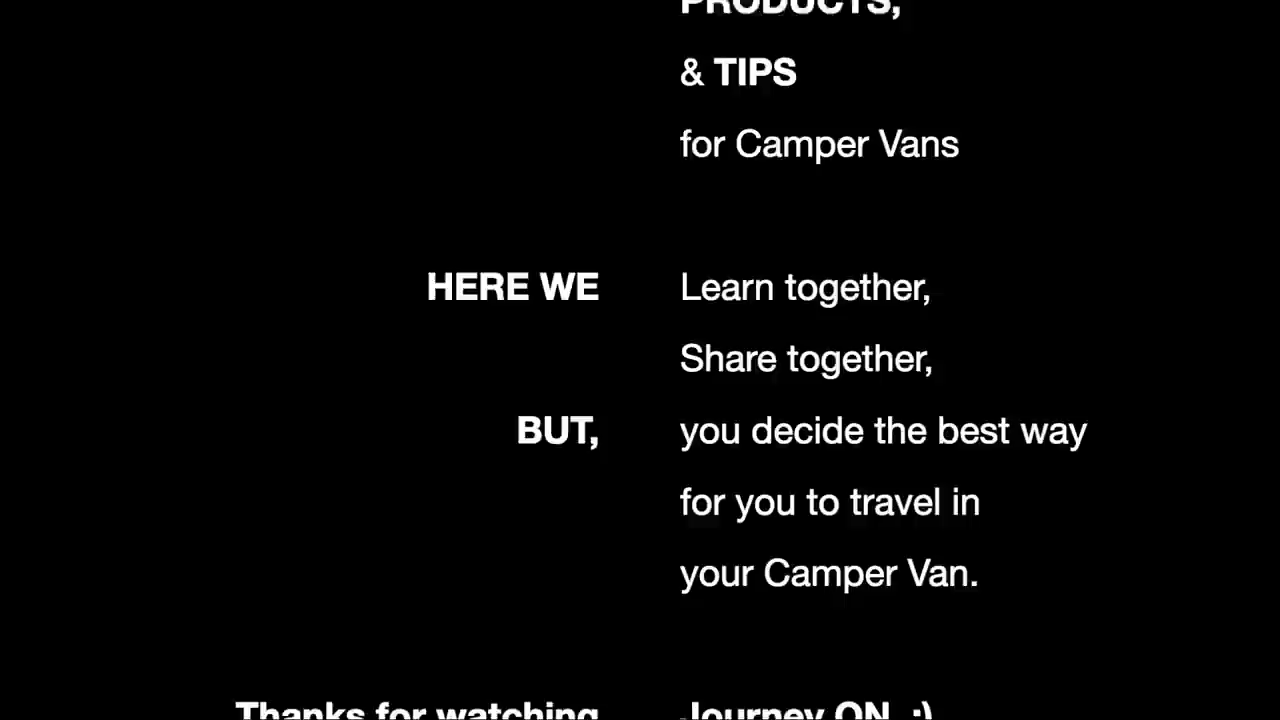 PRODUCTS,
& TIPS
for Camper Vans
HERE WE Learn together,
Share together,
BUT, you decide the best way
for you to travel in
your Camper Van.
Thanks for watching Journey ON :)